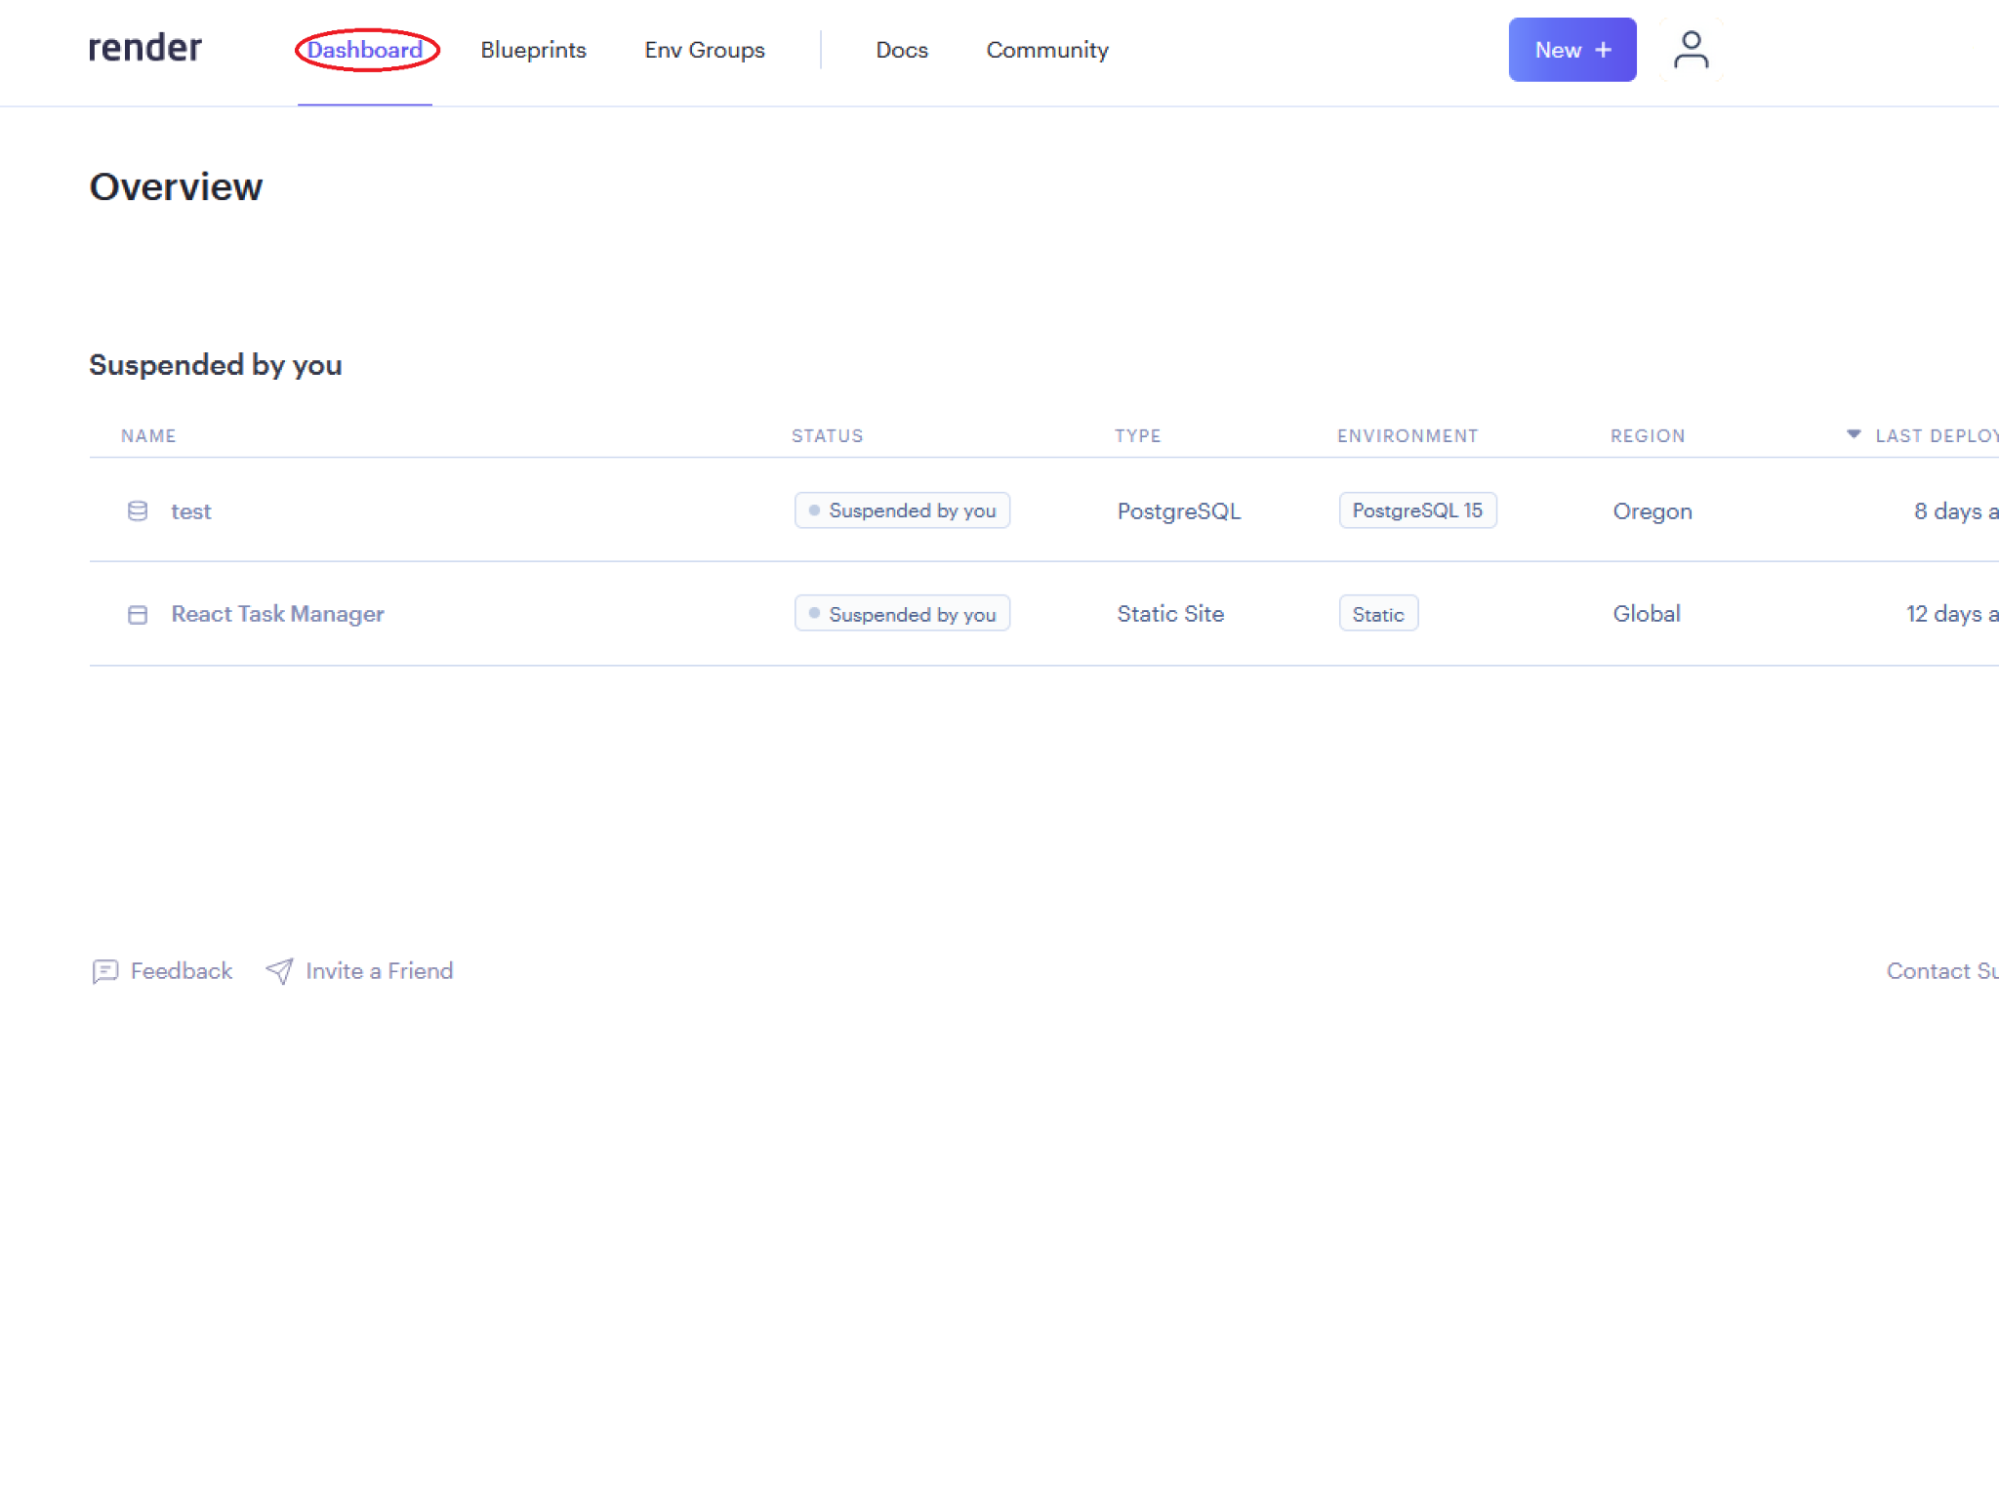 render Dashboard Blueprints Env Groups Docs Community New +
Overview
Suspended by you
NAME STATUS TYPE ENVIRONMENT REGION LAST DEPLOY
test Suspended by you PostgreSQL PostgreSQL 15 Oregon 8 days a
React Task Manager Suspended by you Static Site Static Global 12 days a
Feedback Invite a Friend Contact Su